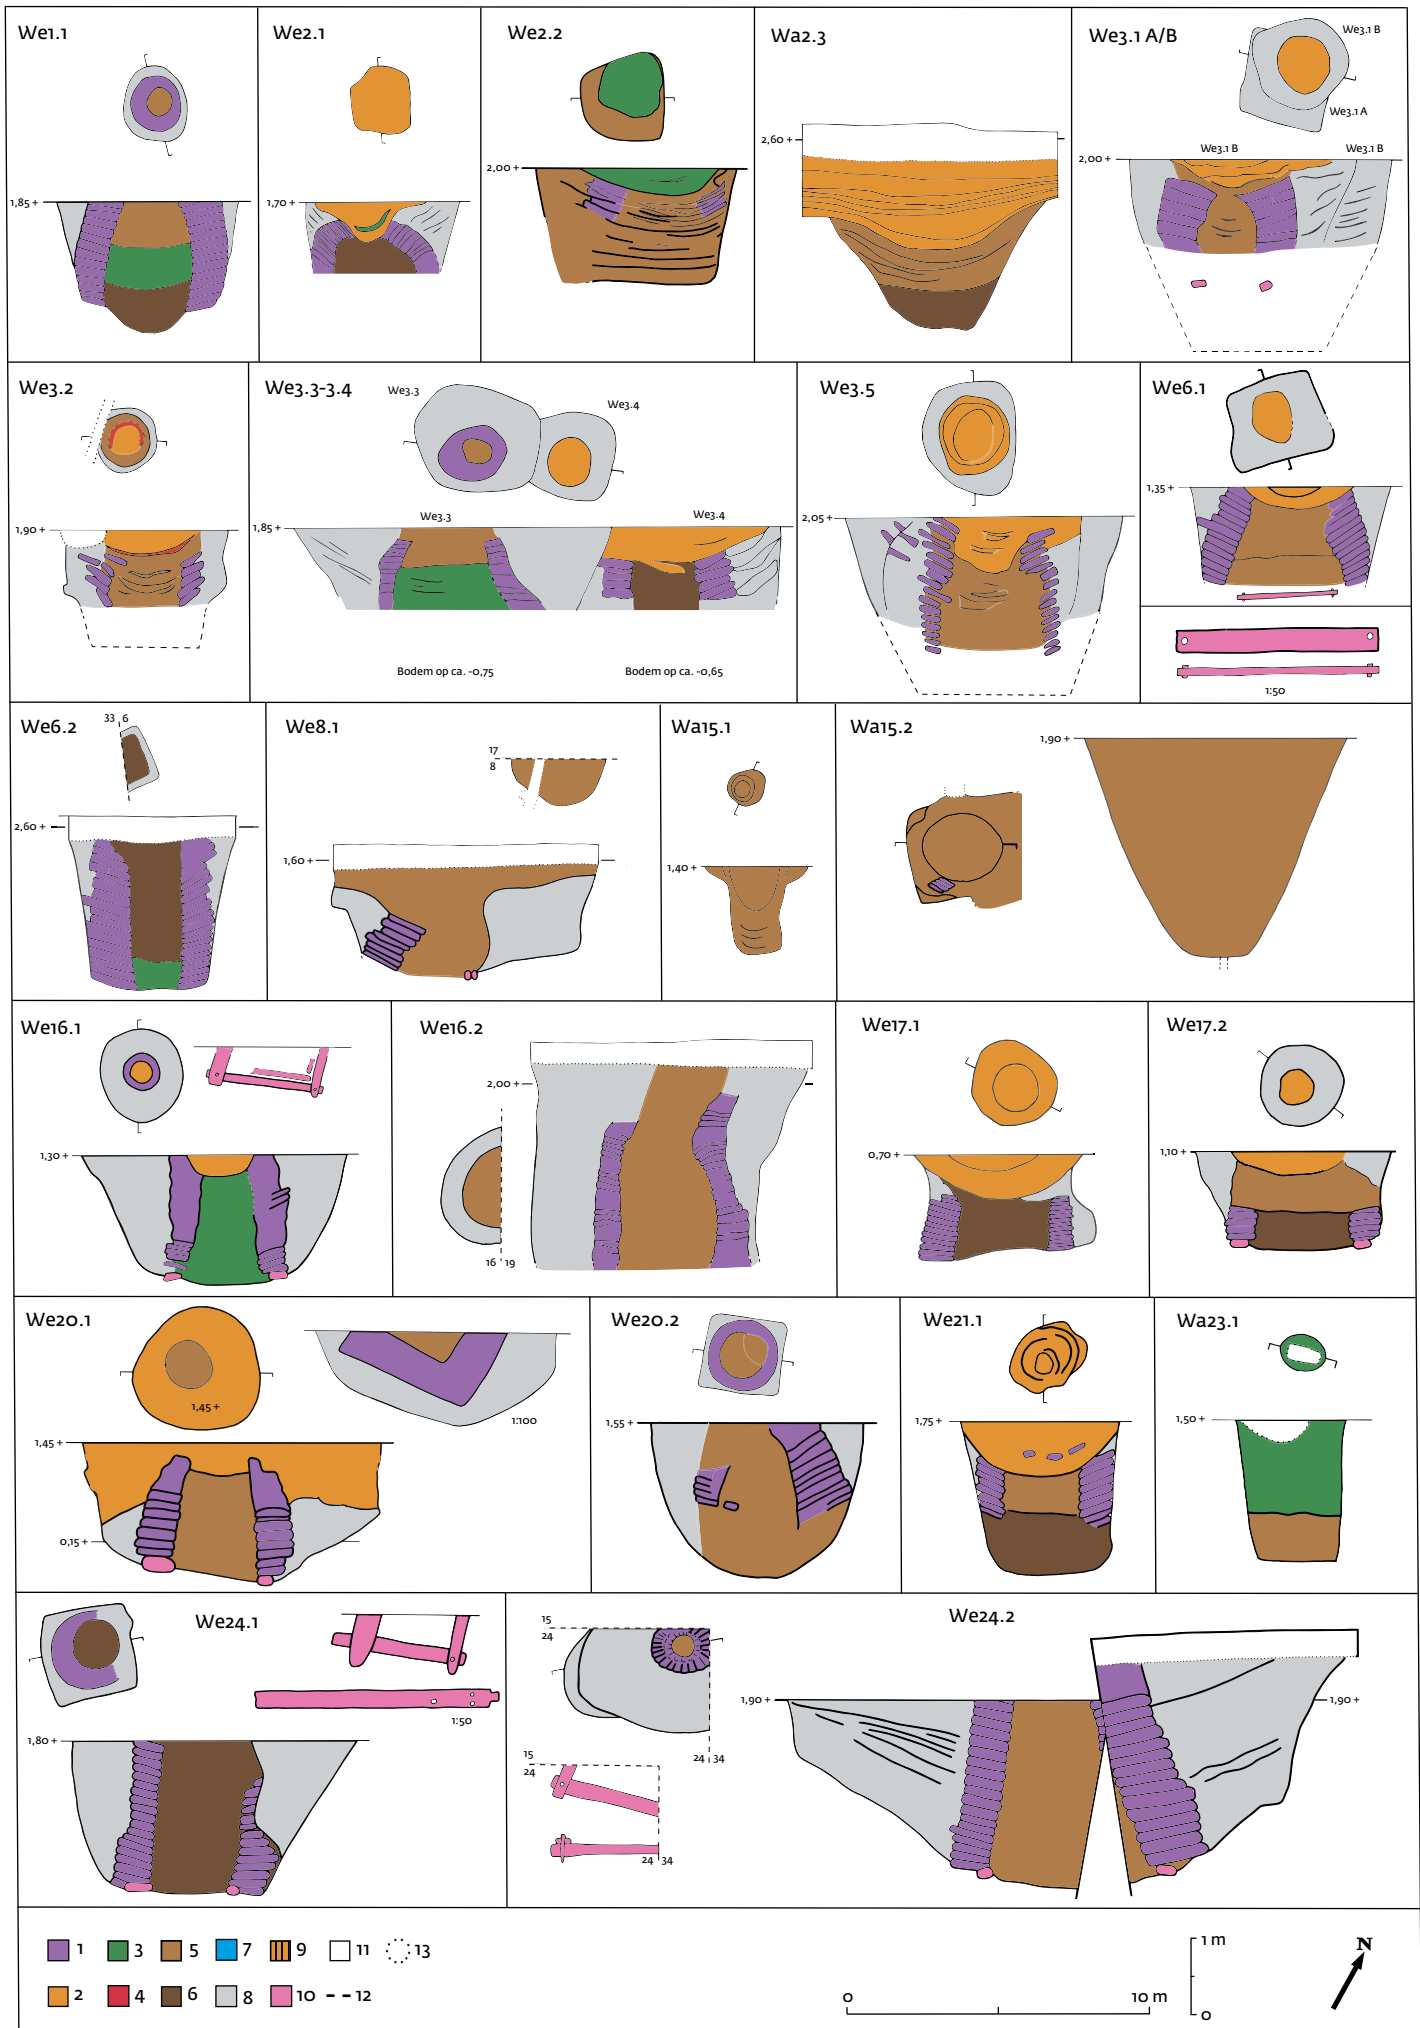 We1.1
1,85 +
We2.1
1,70 +
We2.2
2,00 +
Wa2.3
2,60 +
We3.1 A/B
We3.1 B
We3.1 A
We3.1 B
We3.1 B
2,00 +
We3.2
1,90 +
We3.3-3.4
We3.3
We3.4
We3.3
We3.4
1,85 +
Bodem op ca. -0,75
Bodem op ca. -0,65
We3.5
2,05 +
We6.1
1,35 +
1:50
We6.2
33 6
2,60 +
We8.1
17
8
1,60 +
Wa15.1
1,40 +
Wa15.2
1,90 +
We16.1
1,30 +
We16.2
2,00 +
16 19
We17.1
0,70 +
We17.2
1,10 +
We20.1
1,45 +
1:100
1,45 +
0,15 +
We20.2
1,55 +
We21.1
1,75 +
Wa23.1
1,50 +
We24.1
1:50
1,80 +
We24.2
15
24
24 34
15
24
24 34
1,90 +
1,90 +
1 3 5 7 9 11 13
2 4 6 8 10 12
1 m
0
0 10 m
N